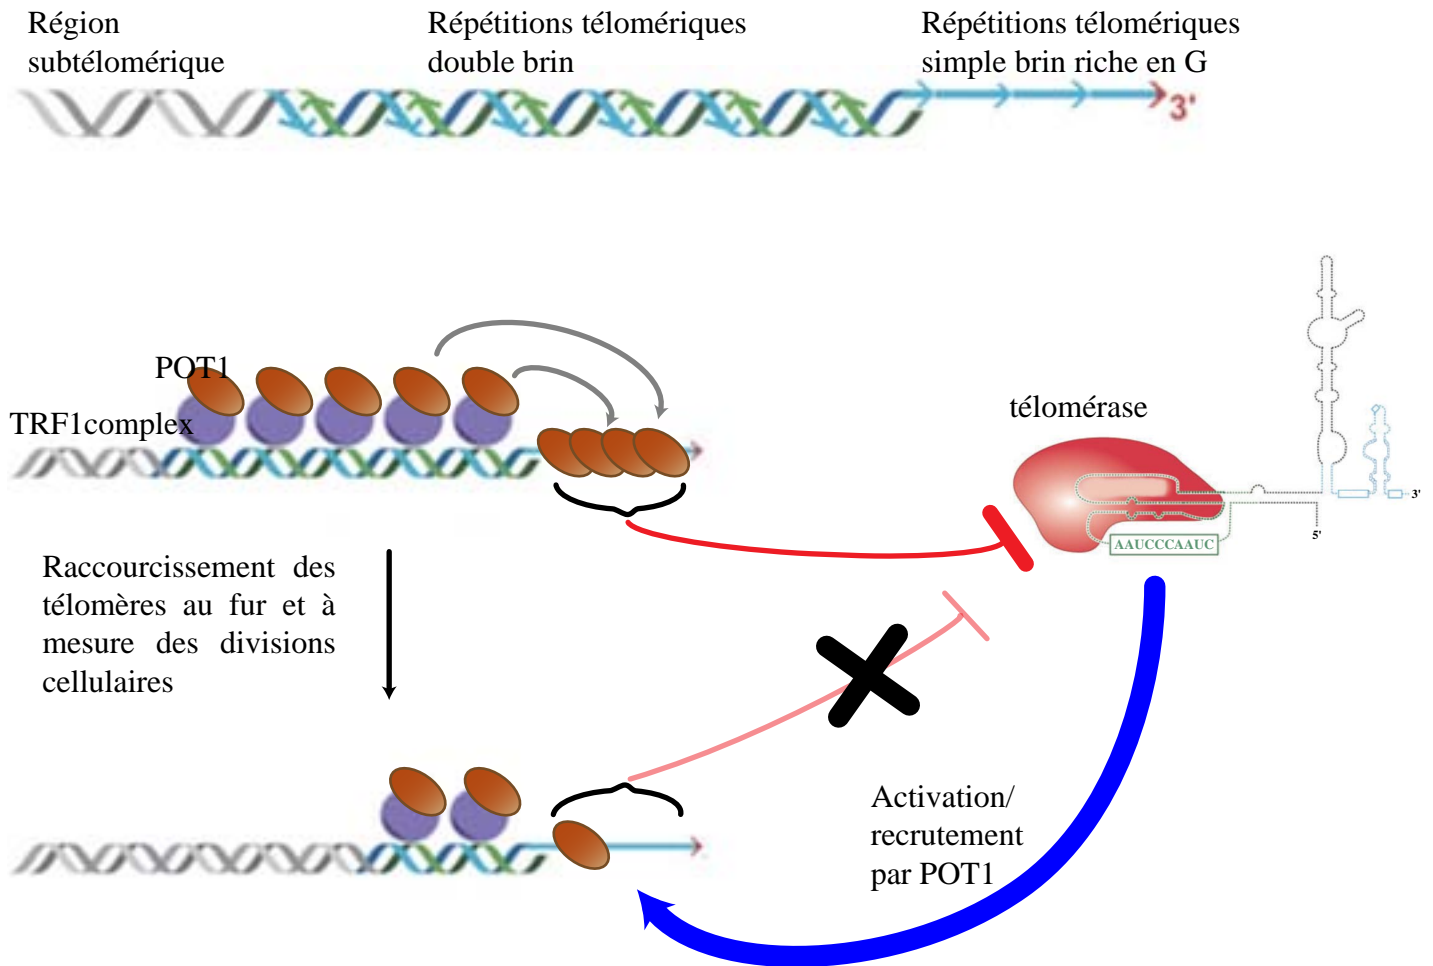 Région
subtélomérique
Répétitions télomériques
double brin
Répétitions télomériques
simple brin riche en G
3'
POT1
TRF1complex
télomérase
3'
5'
AAUCCCAAUC
Raccourcissement des
télomères au fur et à
mesure des divisions
cellulaires
Activation/
recrutement
par POT1